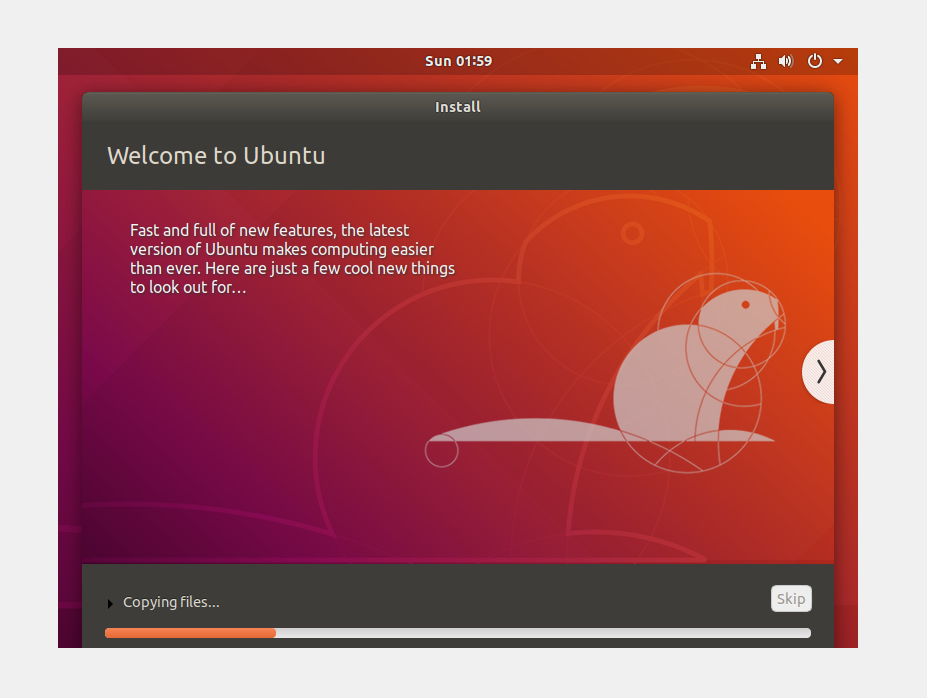 Sun 01:59
Install
Welcome to Ubuntu
Fast and full of new features, the latest
version of Ubuntu makes computing easier
than ever. Here are just a few cool new things
to look out for…
Copying files...
Skip